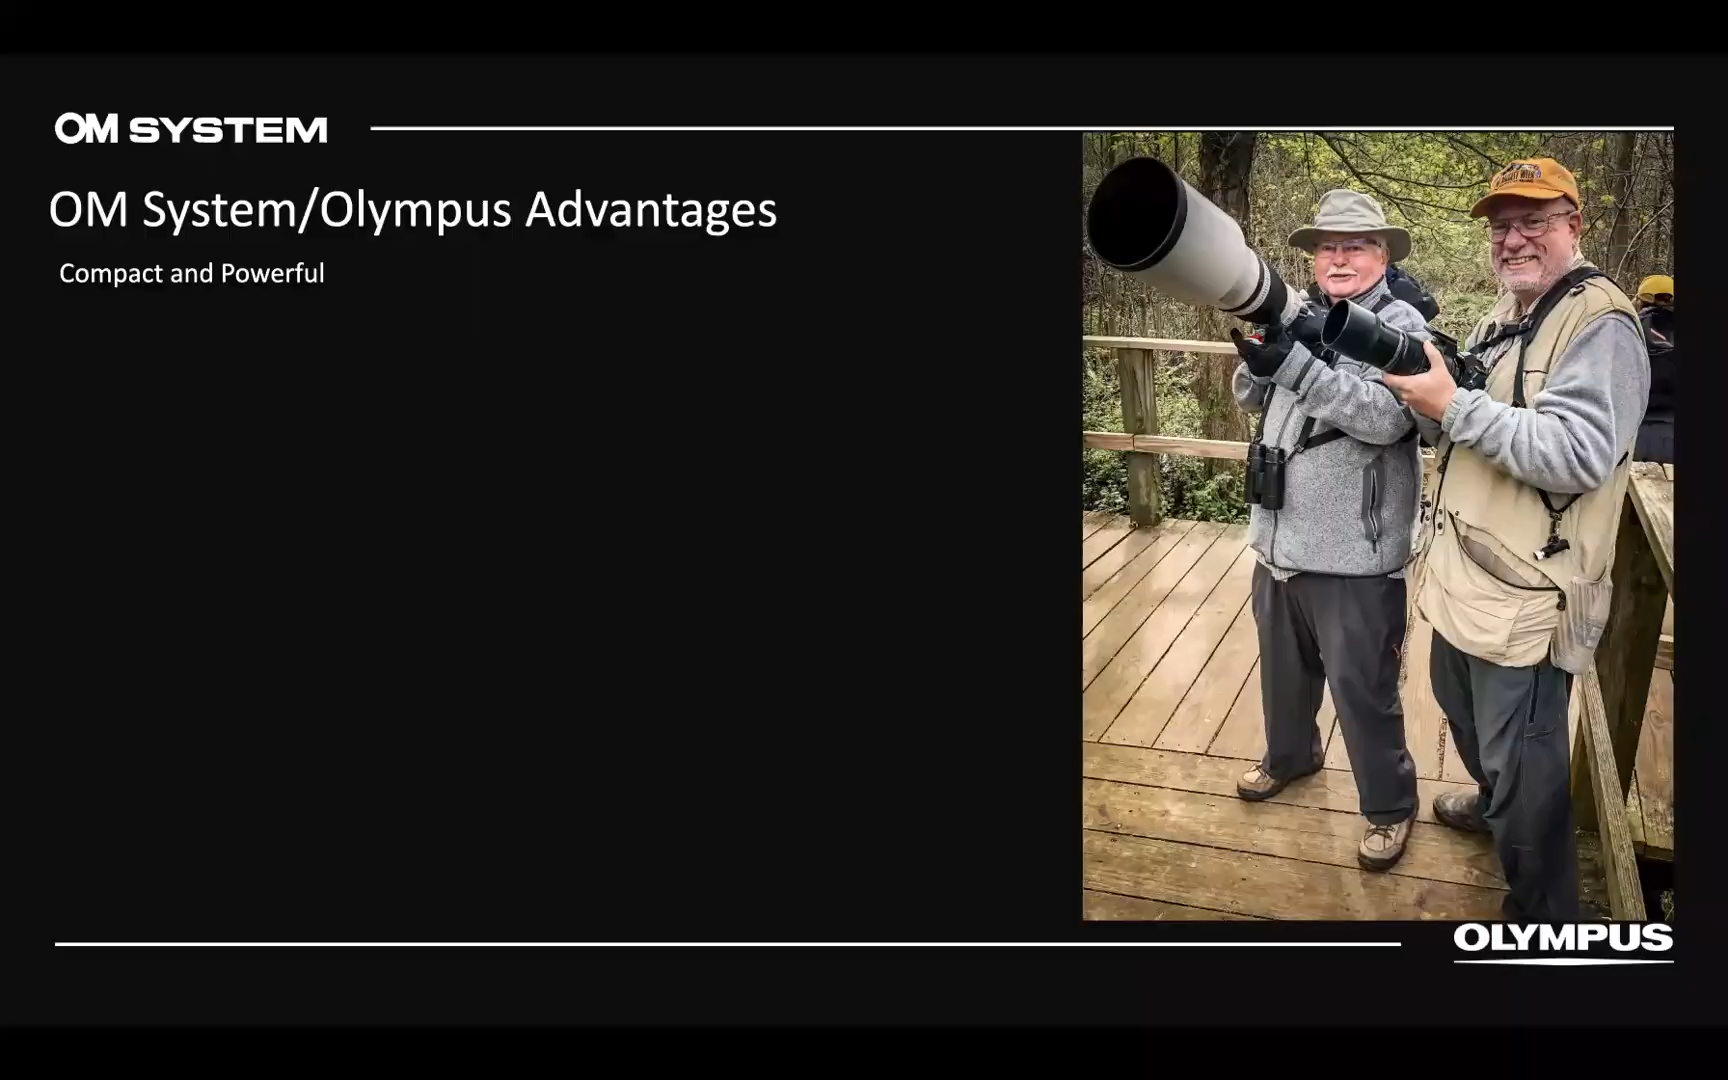 OM SYSTEM
OM System/Olympus Advantages
Compact and Powerful
OLYMPUS